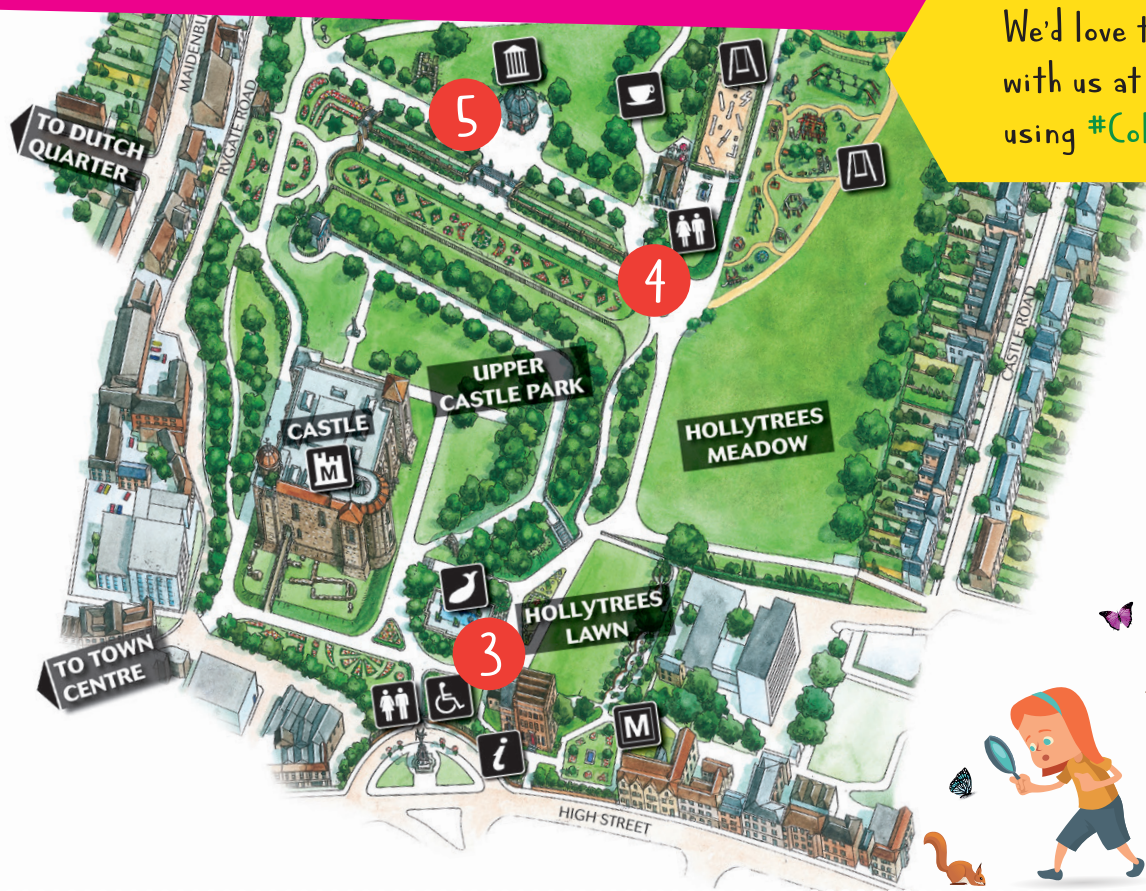 We'd love t
with us at
using #Col
MAIDENBU
RYGATE ROAD
TO DUTCH
QUARTER
5
4
CASTLE ROAD
UPPER
CASTLE PARK
CASTLE
M
HOLLYTREES
MEADOW
HOLLYTREES
LAWN
3
TO TOWN
CENTRE
i
M
HIGH STREET